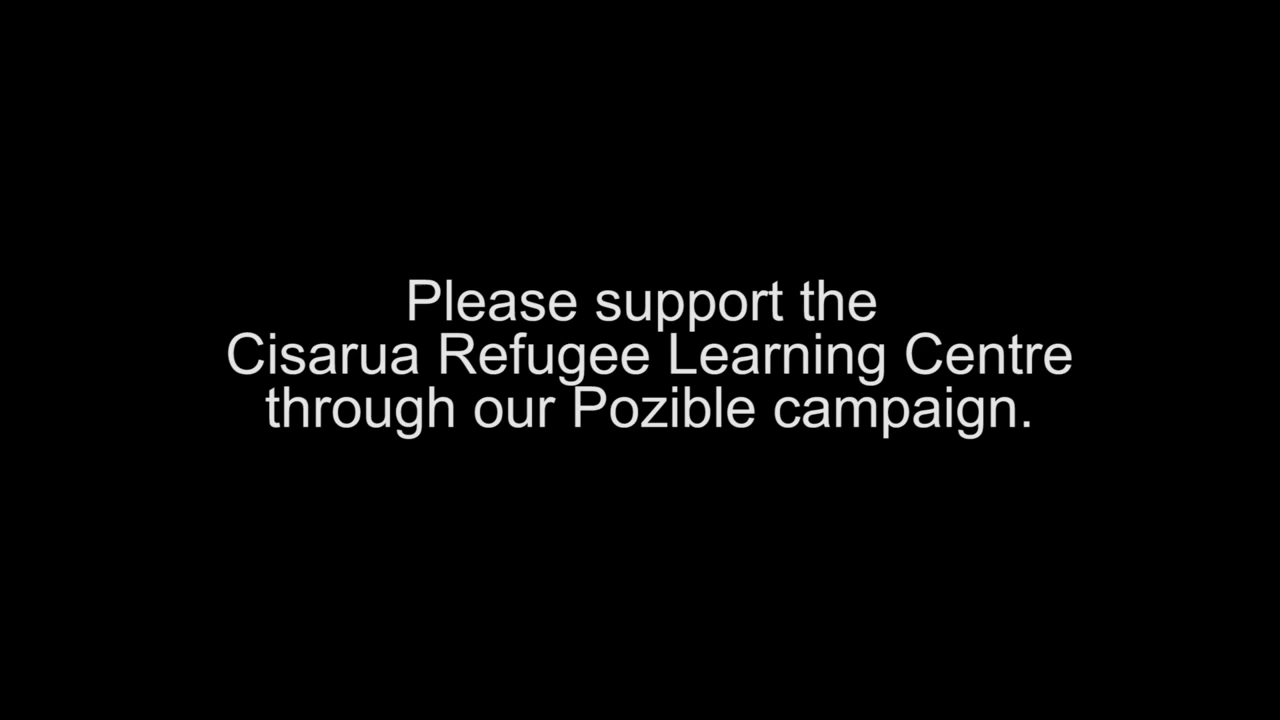 Please support the
Cisarua Refugee Learning Centre
through our Pozible campaign.